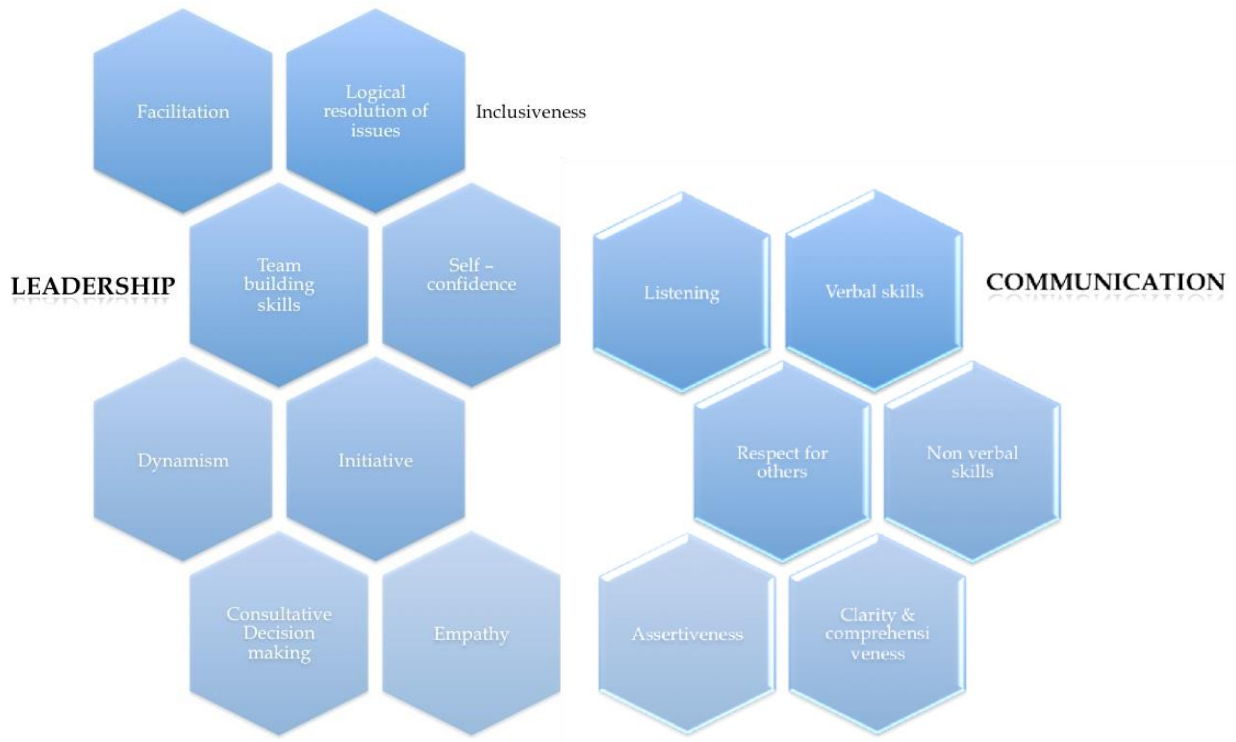 Facilitation
Logical
resolution of
issues
Inclusiveness
LEADERSHIP
Team
building
skills
Self –
confidence
Dynamism
Initiative
Consultative
Decision
making
Empathy
Listening
Verbal skills
COMMUNICATION
Respect for
others
Non verbal
skills
Assertiveness
Clarity &
comprehensi
veness